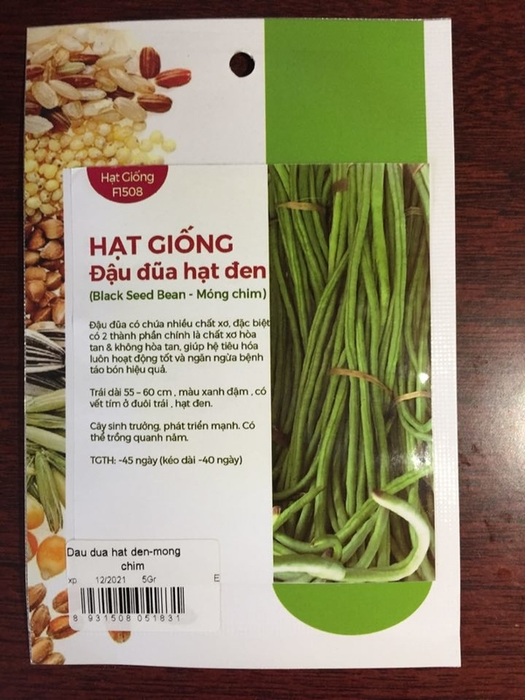 Hạt Giống
F1508
HẠT GIỐNG
Đậu đũa hạt đen
(Black Seed Bean - Móng chim)
Đậu đũa có chứa nhiều chất xơ, đặc biệt
có 2 thành phần chính là chất xơ hòa
tan & không hòa tan, giúp hệ tiêu hóa
luôn hoạt động tốt và ngăn ngừa bệnh
táo bón hiệu quả.
Trái dài 55 – 60 cm , màu xanh đậm , có
vết tím ở đuôi trái , hạt đen.
Cây sinh trưởng, phát triển mạnh. Có
thể trồng quanh năm.
TGTH: ~45 ngày (kéo dài ~40 ngày)
Dau dua hat den-mong
chim
xp 12/2021 5Gr E
8 931508 051831